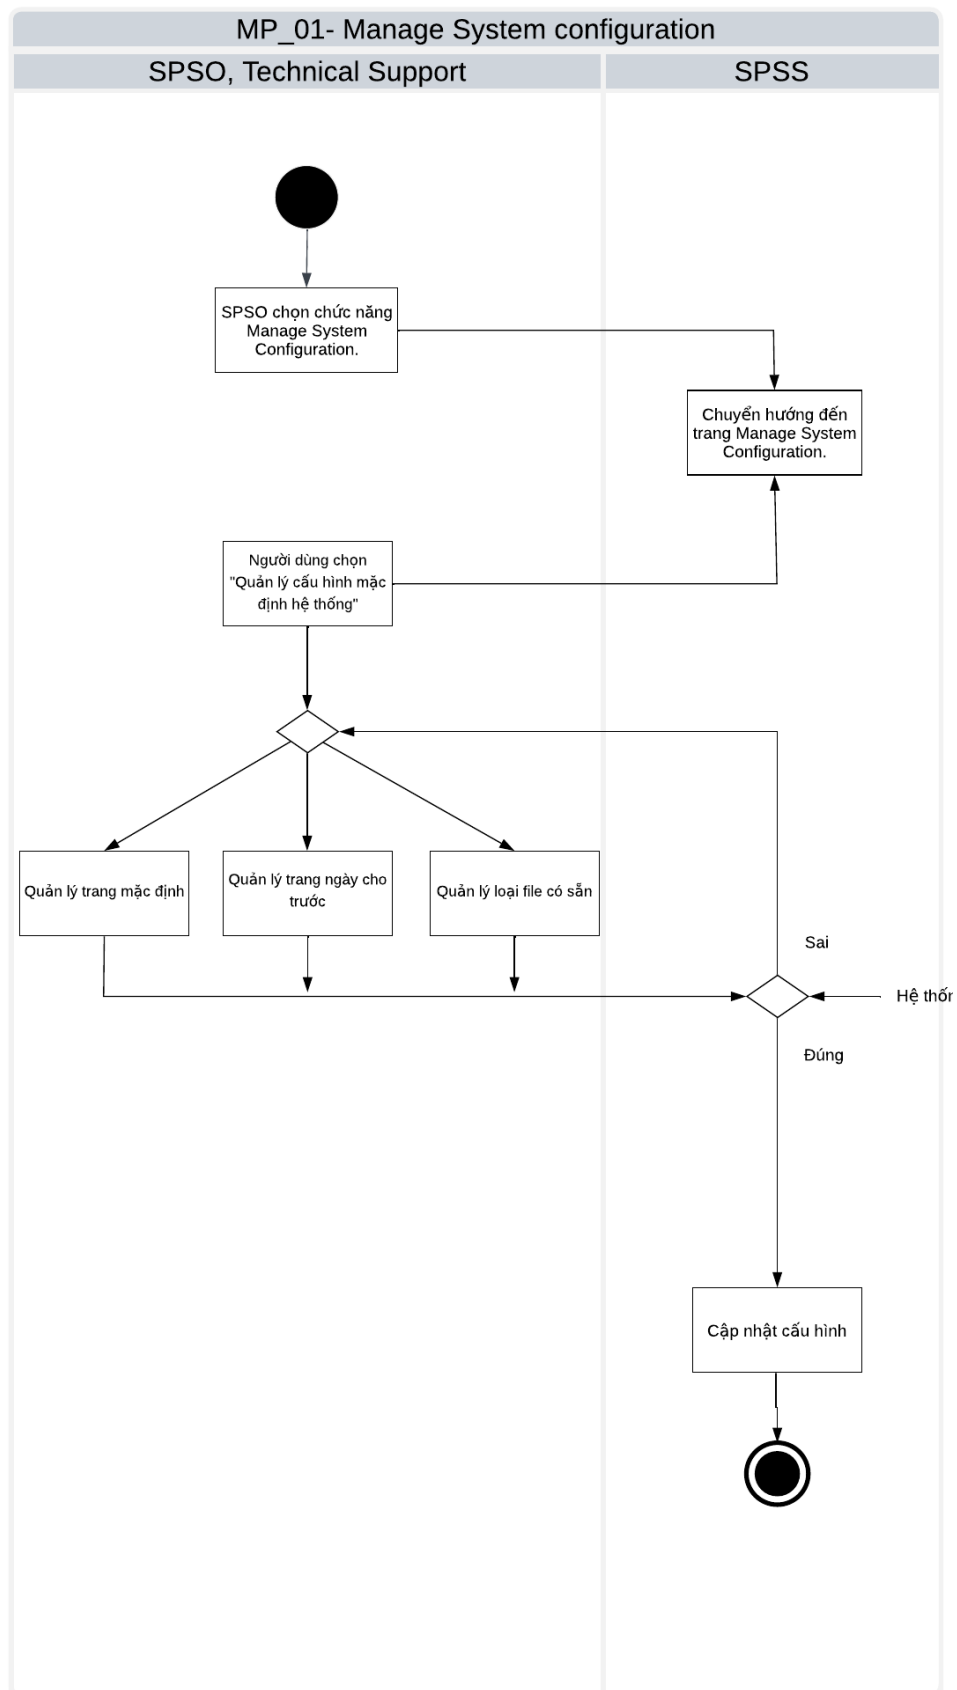 MP_01- Manage System configuration
SPSO, Technical Support
SPSS
SPSO chọn chức năng
Manage System
Configuration.
Chuyển hướng đến
trang Manage System
Configuration.
Người dùng chọn
"Quản lý cấu hình mặc
định hệ thống"
Quản lý trang mặc định
Quản lý trang ngày cho
trước
Quản lý loại file có sẵn
Sai
Hệ
Đúng
Cập nhật cấu hình